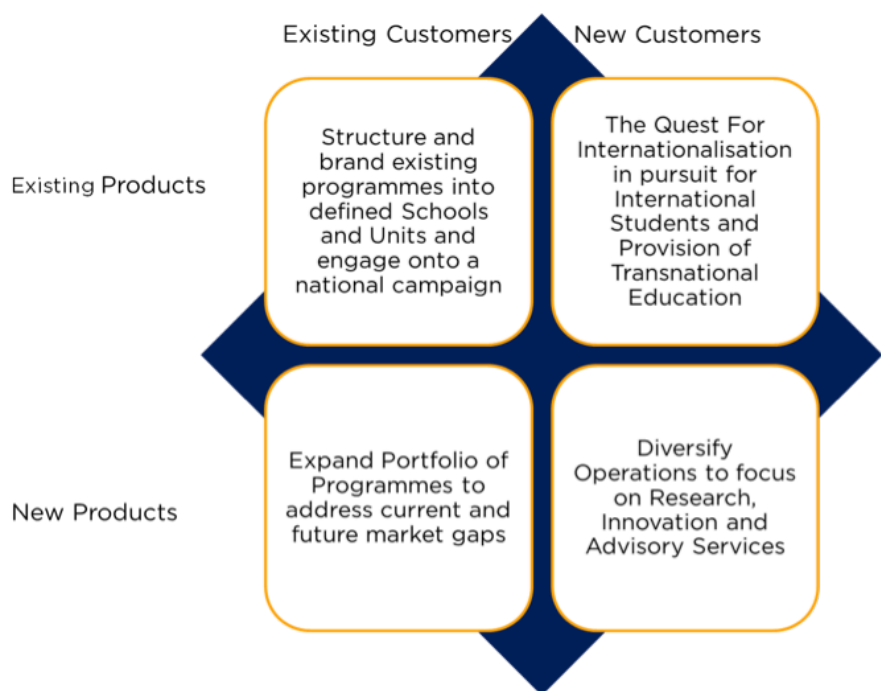 Existing Customers
New Customers
Existing Products
Structure and
brand existing
programmes into
defined Schools
and Units and
engage onto a
national campaign
The Quest For
Internationalisation
in pursuit for
International
Students and
Provision of
Transnational
Education
New Products
Expand Portfolio of
Programmes to
address current and
future market gaps
Diversify
Operations to focus
on Research,
Innovation and
Advisory Services